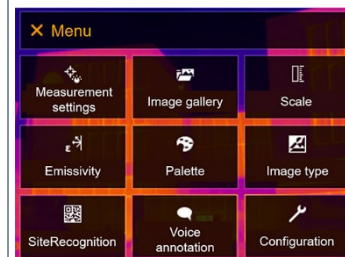 Menu
Measurement
settings
Image gallery
Scale
ε
Emissivity
Palette
Image type
SiteRecognition
Voice
annotation
Configuration